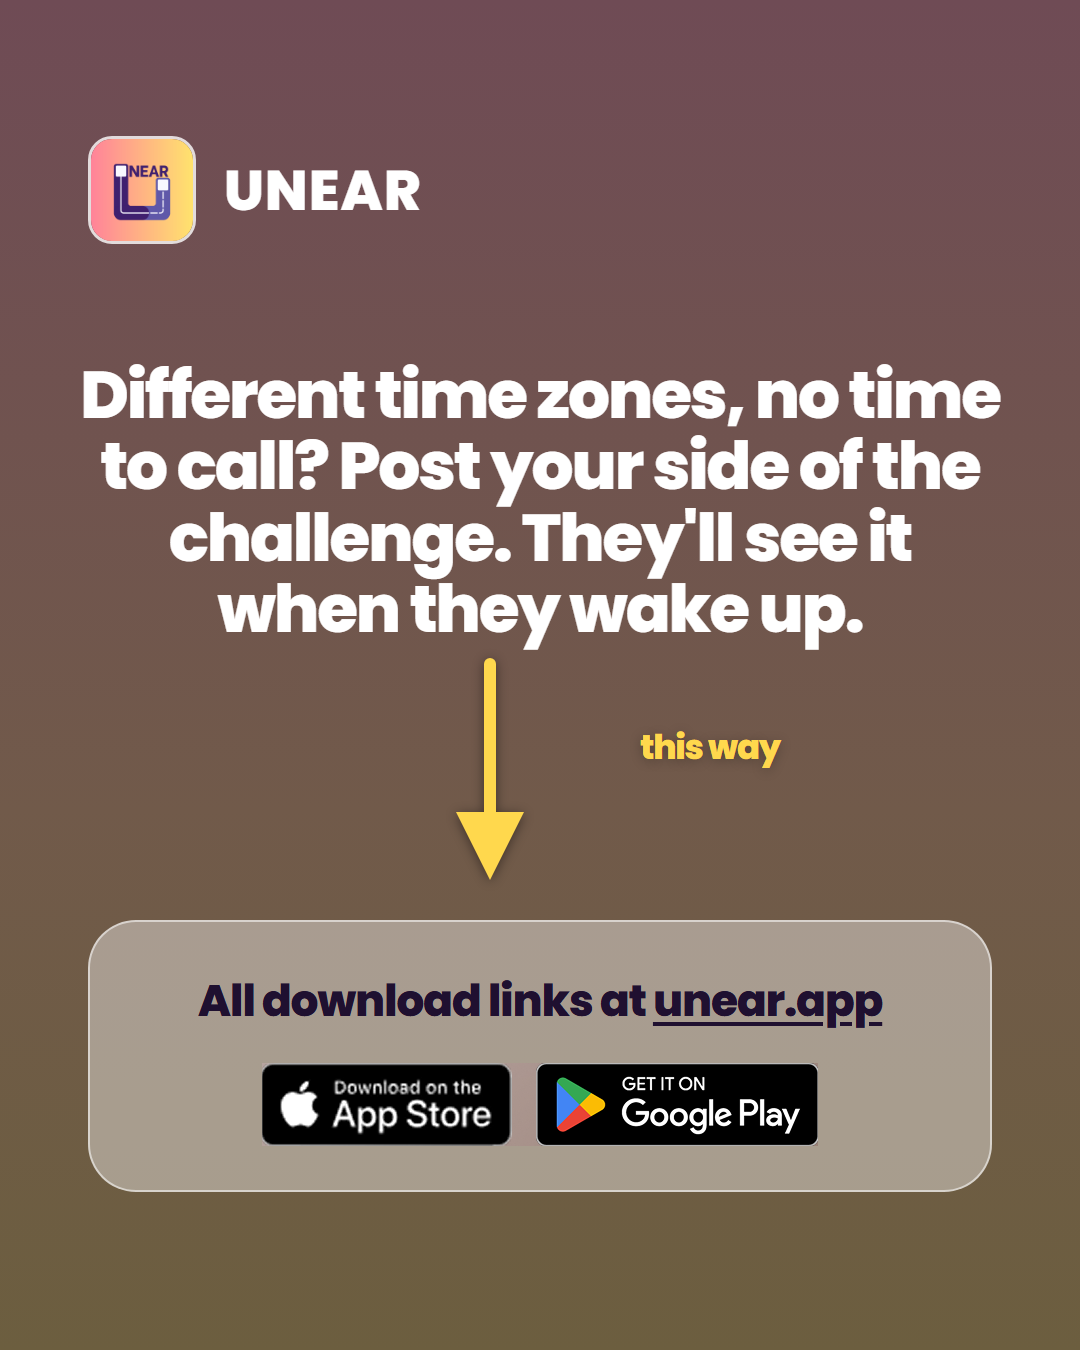 NEAR
UNEAR
Different time zones, no time
to call? Post your side of the
challenge. They'll see it
when they wake up.
this way
All download links at unear.app
Download on the
App Store
GET IT ON
Google Play